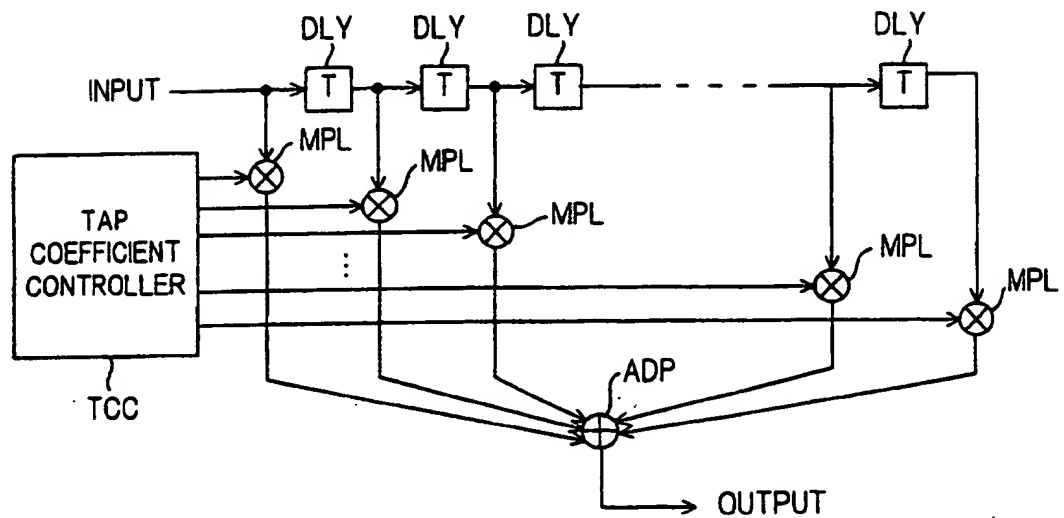 DLY DLY DLY DLY
INPUT T T T T
MPL
MPL
MPL
TAP
COEFFICIENT
CONTROLLER
MPL
MPL
TCC
ADP
OUTPUT